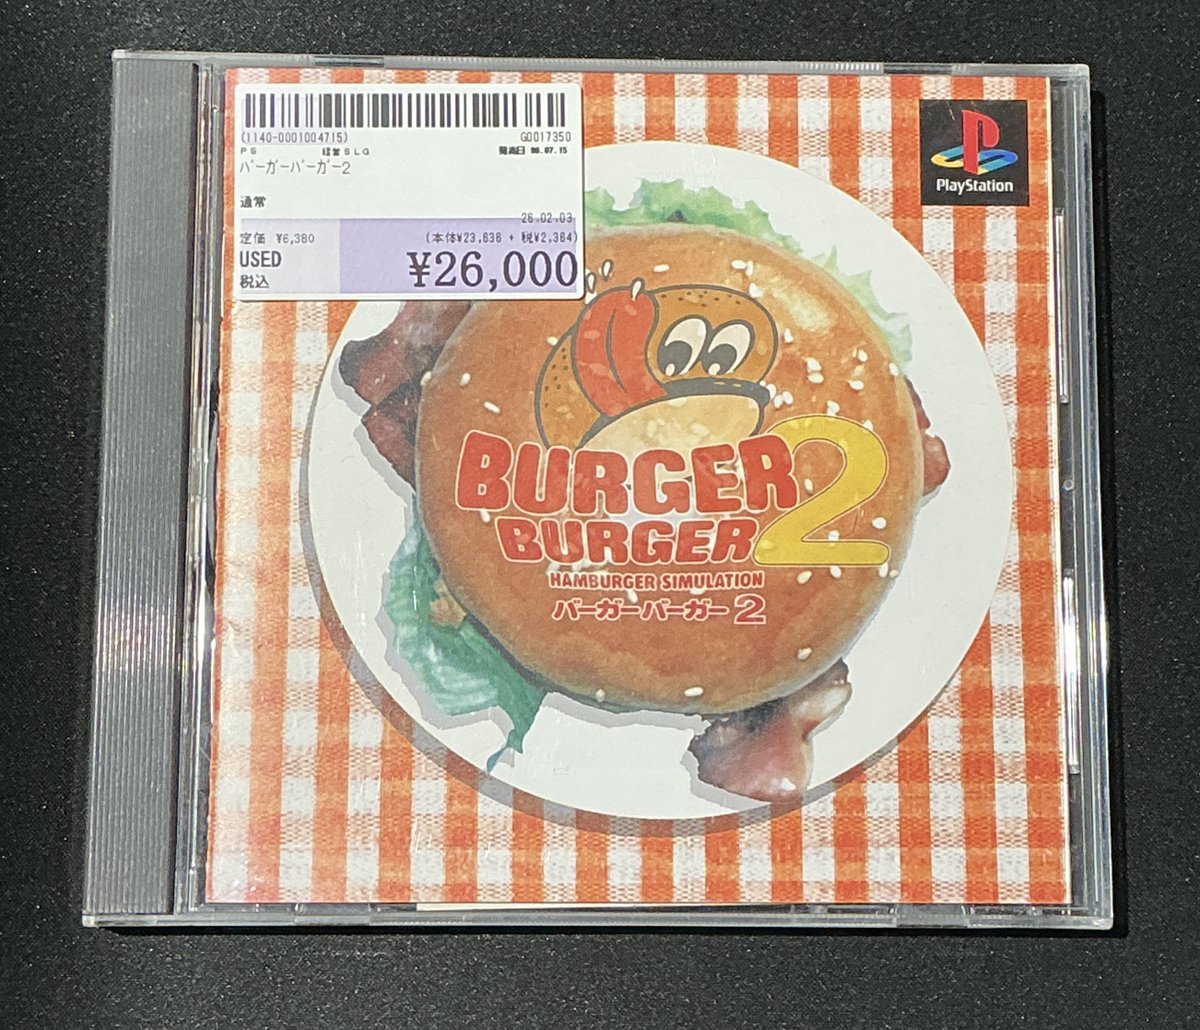 (1140-0001004715) G0017350
PS 経営SLG 発売日 99.07.15
バーガーバーガー2
通常
26.02.03
定価 ¥6,380 (本体¥23,636 + 税¥2,364)
USED
税込 ¥26,000
PlayStation
BURGER
BURGER 2
HAMBURGER SIMULATION
バーガーバーガー2